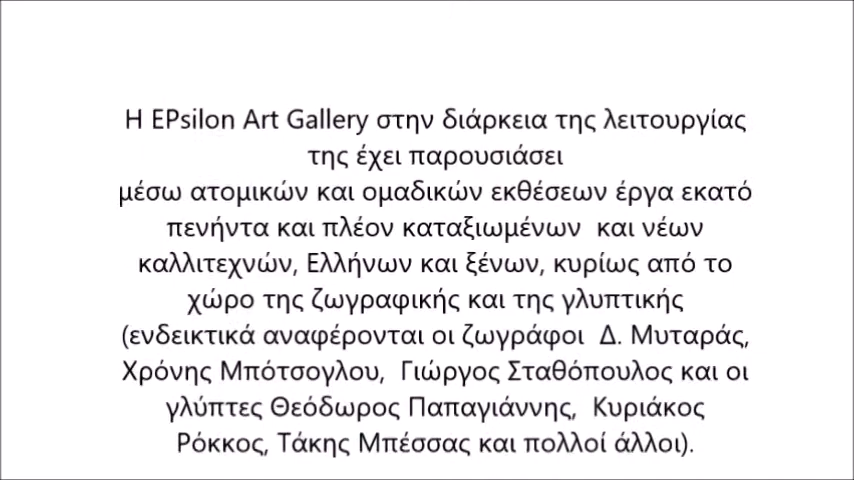 Η EPsilon Art Gallery στην διάρκεια της λειτουργίας
της έχει παρουσιάσει
μέσω ατομικών και ομαδικών εκθέσεων έργα εκατό
πενήντα και πλέον καταξιωμένων και νέων
καλλιτεχνών, Ελλήνων και ξένων, κυρίως από το
χώρο της ζωγραφικής και της γλυπτικής
(ενδεικτικά αναφέρονται οι ζωγράφοι Δ. Μυταράς,
Χρόνης Μπότσογλου, Γιώργος Σταθόπουλος και οι
γλύπτες Θεόδωρος Παπαγιάννης, Κυριάκος
Ρόκκος, Τάκης Μπέσσας και πολλοί άλλοι).